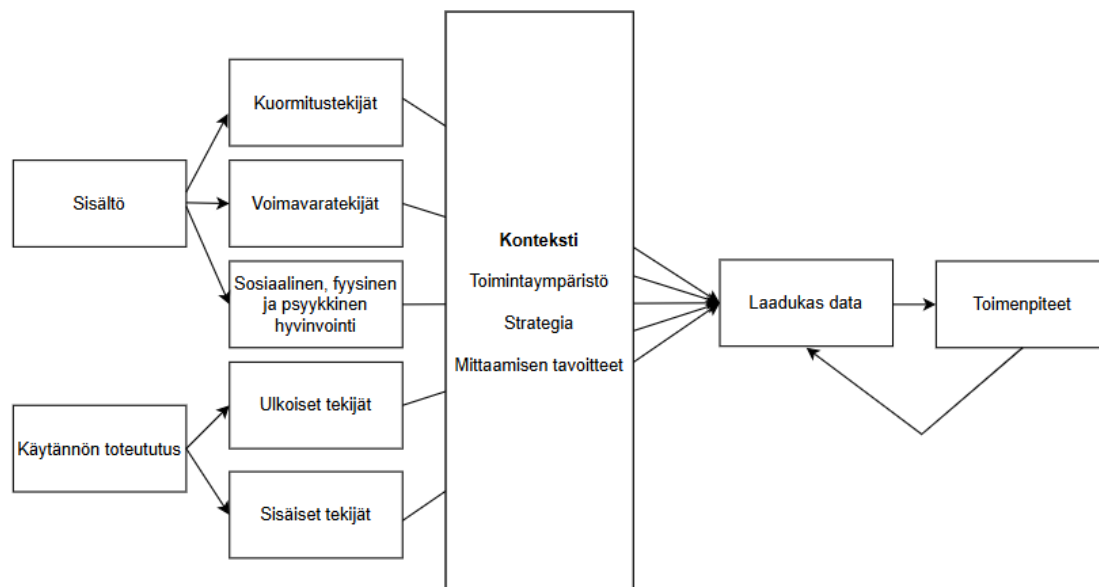 Sisältö
Käytännön toteututus
Kuormitustekijät
Voimavaratekijät
Sosiaalinen, fyysinen
ja psyykkinen
hyvinvointi
Ulkoiset tekijät
Sisäiset tekijät
Konteksti
Toimintaympäristö
Strategia
Mittaamisen tavoitteet
Laadukas data
Toimenpiteet